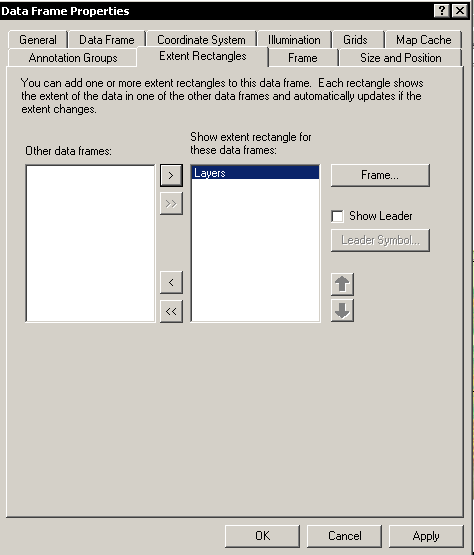 Data Frame Properties
General Data Frame Coordinate System Illumination Grids Map Cache
Annotation Groups Extent Rectangles Frame Size and Position
You can add one or more extent rectangles to this data frame. Each rectangle shows
the extent of the data in one of the other data frames and automatically updates if the
extent changes.
Other data frames:
Show extent rectangle for
these data frames:
Layers
>
>>
<
<<
Frame...
Show Leader
Leader Symbol...
OK Cancel Apply